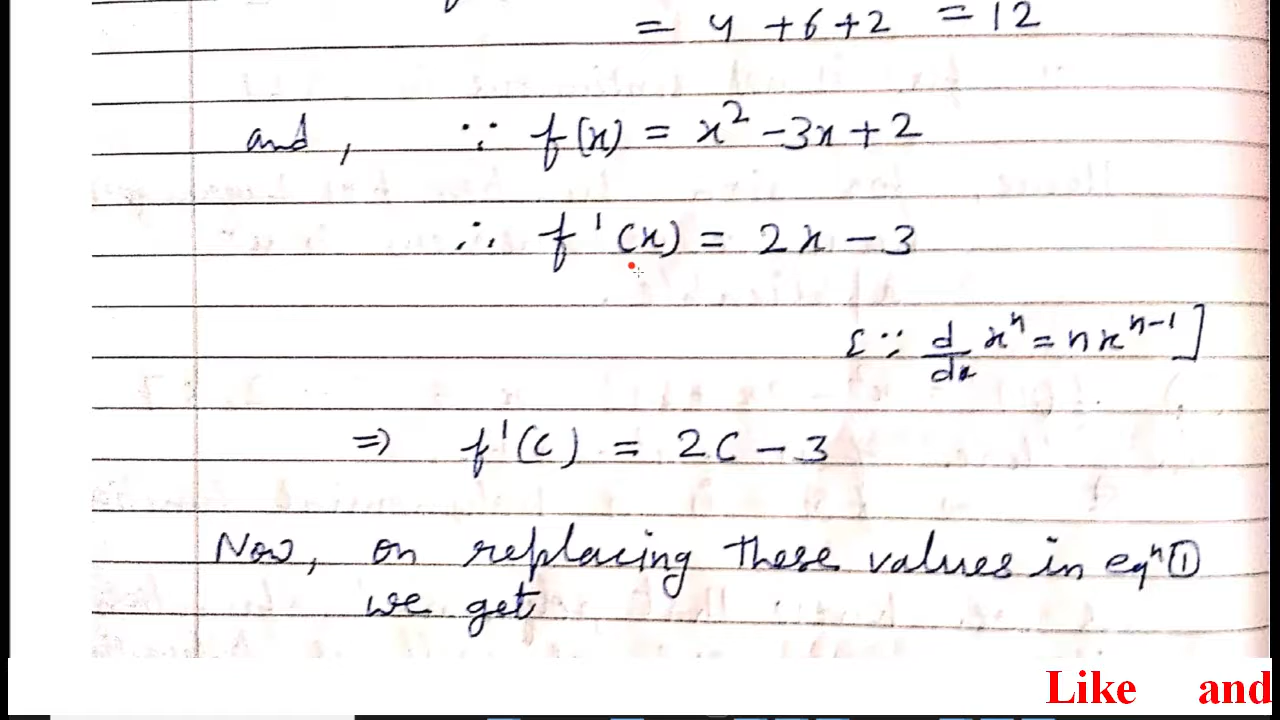 = 4 + 6 + 2 = 12
and, ∵ f(x) = x² - 3x + 2
∴ f'(x) = 2x - 3
[∵ d/dx xⁿ = n xⁿ⁻¹]
⇒ f'(c) = 2c - 3
Now, on replacing these values in eqⁿ ①
we get
Like and